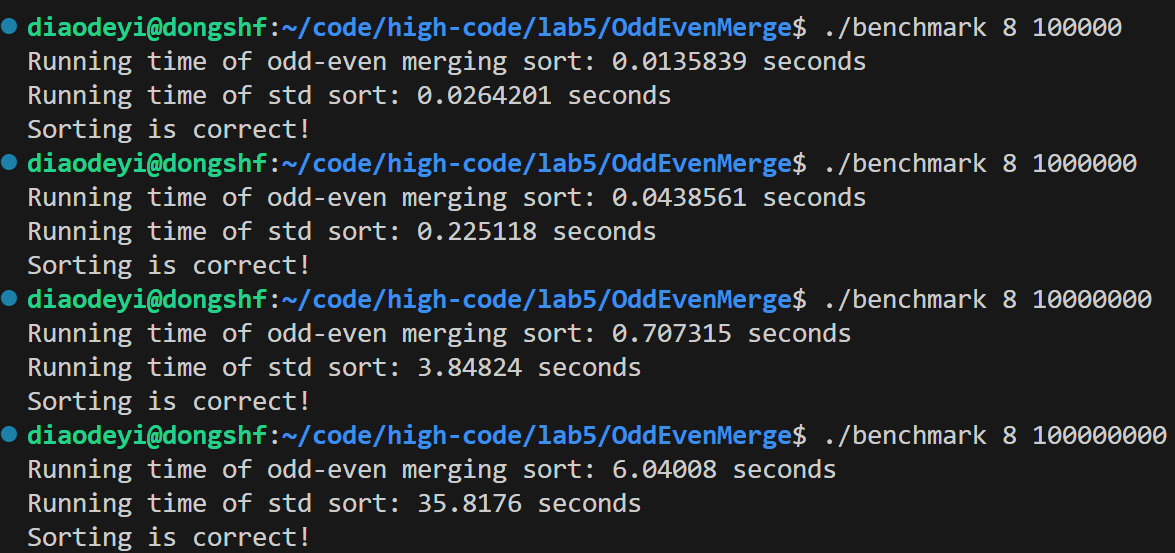 diaodeyi@dongshf:~/code/high-code/lab5/OddEvenMerge$ ./benchmark 8 100000
Running time of odd-even merging sort: 0.0135839 seconds
Running time of std sort: 0.0264201 seconds
Sorting is correct!
diaodeyi@dongshf:~/code/high-code/lab5/OddEvenMerge$ ./benchmark 8 1000000
Running time of odd-even merging sort: 0.0438561 seconds
Running time of std sort: 0.225118 seconds
Sorting is correct!
diaodeyi@dongshf:~/code/high-code/lab5/OddEvenMerge$ ./benchmark 8 10000000
Running time of odd-even merging sort: 0.707315 seconds
Running time of std sort: 3.84824 seconds
Sorting is correct!
diaodeyi@dongshf:~/code/high-code/lab5/OddEvenMerge$ ./benchmark 8 100000000
Running time of odd-even merging sort: 6.04008 seconds
Running time of std sort: 35.8176 seconds
Sorting is correct!